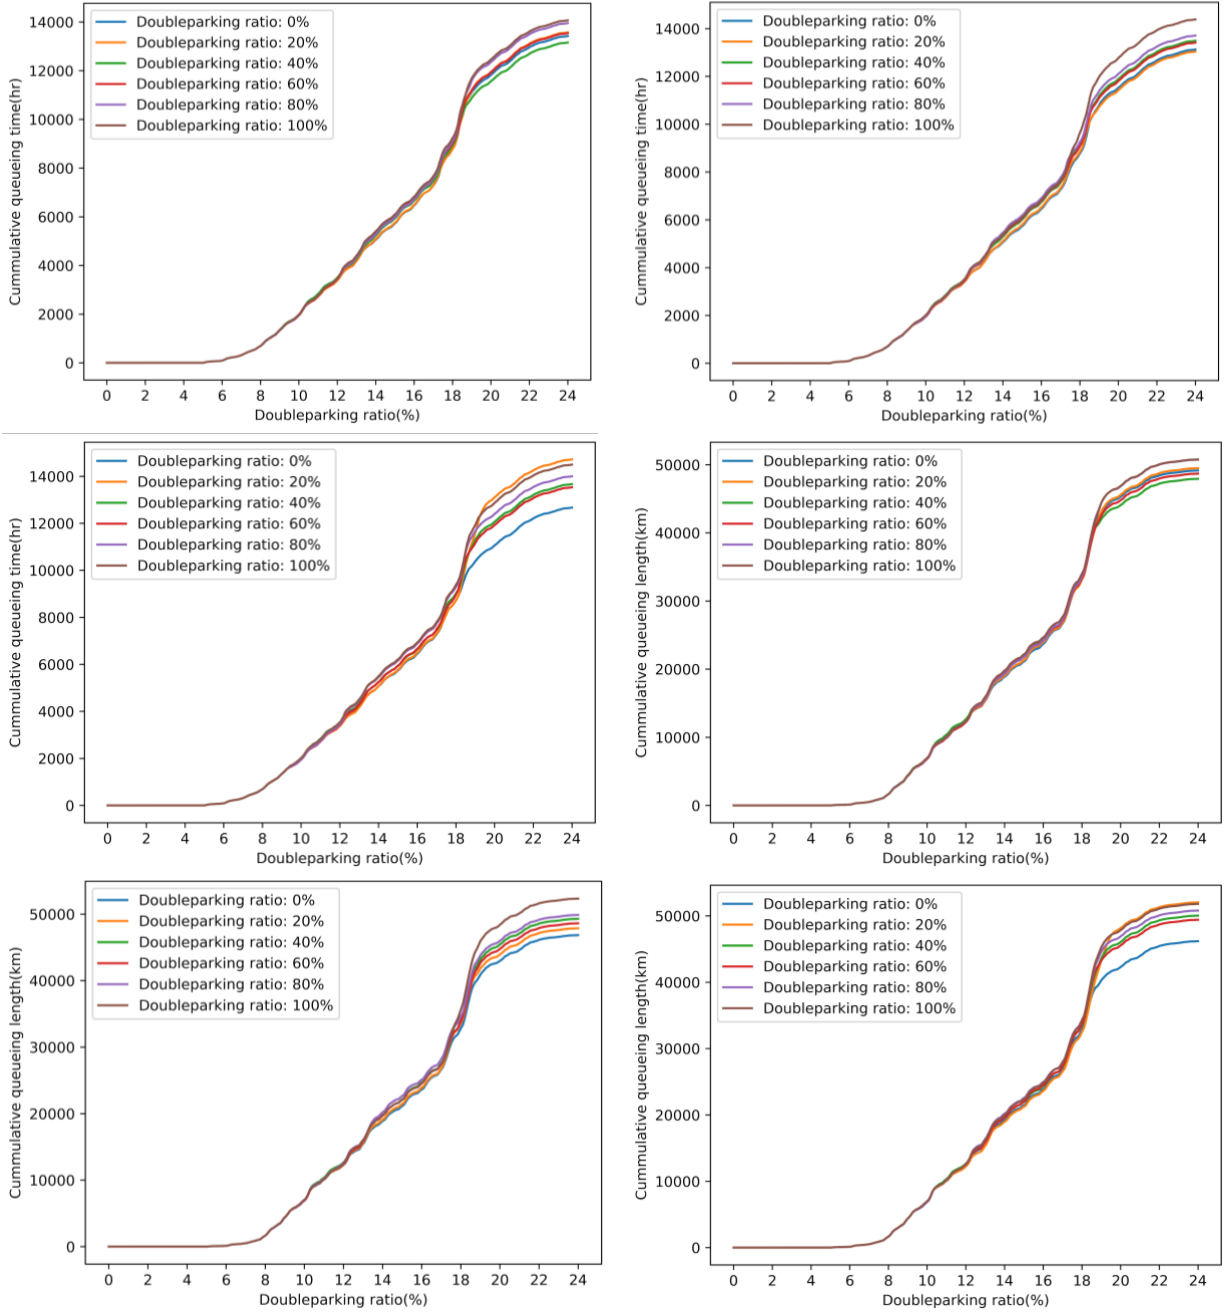 Cummulative queueing time(hr)
14000
12000
10000
8000
6000
4000
2000
0
Doubleparking ratio: 0%
Doubleparking ratio: 20%
Doubleparking ratio: 40%
Doubleparking ratio: 60%
Doubleparking ratio: 80%
Doubleparking ratio: 100%
0 2 4 6 8 10 12 14 16 18 20 22 24
Doubleparking ratio(%)
Cummulative queueing time(hr)
14000
12000
10000
8000
6000
4000
2000
0
Doubleparking ratio: 0%
Doubleparking ratio: 20%
Doubleparking ratio: 40%
Doubleparking ratio: 60%
Doubleparking ratio: 80%
Doubleparking ratio: 100%
0 2 4 6 8 10 12 14 16 18 20 22 24
Doubleparking ratio(%)
Cummulative queueing time(hr)
14000
12000
10000
8000
6000
4000
2000
0
Doubleparking ratio: 0%
Doubleparking ratio: 20%
Doubleparking ratio: 40%
Doubleparking ratio: 60%
Doubleparking ratio: 80%
Doubleparking ratio: 100%
0 2 4 6 8 10 12 14 16 18 20 22 24
Doubleparking ratio(%)
Cummulative queueing length(km)
50000
40000
30000
20000
10000
0
Doubleparking ratio: 0%
Doubleparking ratio: 20%
Doubleparking ratio: 40%
Doubleparking ratio: 60%
Doubleparking ratio: 80%
Doubleparking ratio: 100%
0 2 4 6 8 10 12 14 16 18 20 22 24
Doubleparking ratio(%)
Cummulative queueing length(km)
50000
40000
30000
20000
10000
0
Doubleparking ratio: 0%
Doubleparking ratio: 20%
Doubleparking ratio: 40%
Doubleparking ratio: 60%
Doubleparking ratio: 80%
Doubleparking ratio: 100%
0 2 4 6 8 10 12 14 16 18 20 22 24
Doubleparking ratio(%)
Cummulative queueing length(km)
50000
40000
30000
20000
10000
0
Doubleparking ratio: 0%
Doubleparking ratio: 20%
Doubleparking ratio: 40%
Doubleparking ratio: 60%
Doubleparking ratio: 80%
Doubleparking ratio: 100%
0 2 4 6 8 10 12 14 16 18 20 22 24
Doubleparking ratio(%)